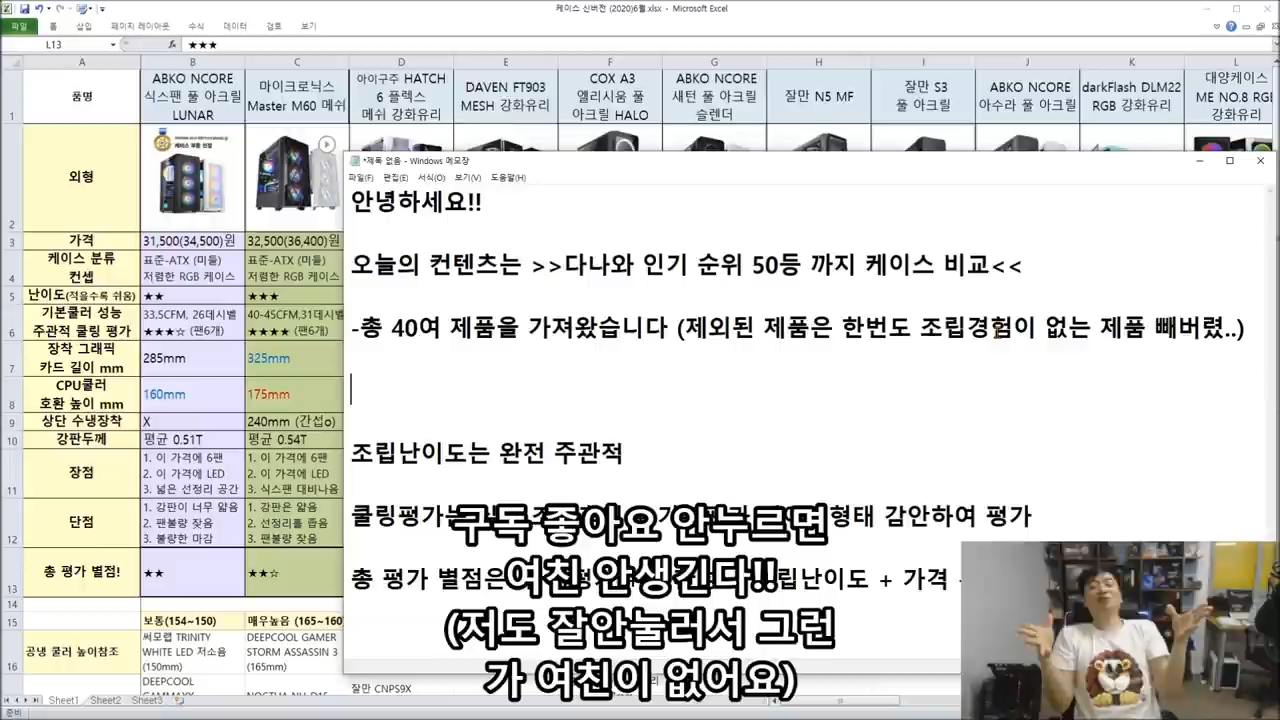 케이스 신버전 (2020)6월.xlsx - Microsoft Excel
파일 홈 삽입 페이지 레이아웃 수식 데이터 검토 보기
L13 fx ★★★
A B C D E F G H I J K L
1 품명
ABKO NCORE
식스팬 풀 아크릴
LUNAR
마이크로닉스
Master M60 메쉬
아이구주 HATCH
6 플렉스
메쉬 강화유리
DAVEN FT903
MESH 강화유리
COX A3
엘리시움 풀
아크릴 HALO
ABKO NCORE
새턴 풀 아크릴
슬렌더
잘만 N5 MF
잘만 S3
풀 아크릴
ABKO NCORE
아수라 풀 아크릴
darkFlash DLM22
RGB 강화유리
대양케이스
ME NO.8 RGB
강화유리
2 외형
3 가격 31,500(34,500)원 32,500(36,400)원
4 케이스 분류 컨셉
표준-ATX (미들)
저렴한 RGB 케이스
표준-ATX (미들)
저렴한 RGB 케이스
5 난이도(적을수록 쉬움) ★★ ★★★
6 기본쿨러 성능 주관적 쿨링 평가
33.5CFM, 26데시벨
★★★☆ (팬6개)
40-45CFM,31데시벨
★★★★ (팬6개)
7 장착 그래픽 카드 길이 mm 285mm 325mm
8 CPU쿨러 호환 높이 mm 160mm 175mm
9 상단 수냉장착 X 240mm (간섭o)
10 강판두께 평균 0.51T 평균 0.54T
11 장점
1. 이 가격에 6팬
2. 이 가격에 LED
3. 넓은 선정리 공간
1. 이 가격에 6팬
2. 이 가격에 LED
3. 식스팬 대비나음
12 단점
1. 강판이 너무 얇음
2. 팬불량 잦음
3. 불량한 마감
1. 강판은 얇음
2. 선정리홀 좁음
3. 팬불량 잦음
13 총 평가 별점! ★★ ★★☆
14
15 보통(154~150) 매우높음 (165~160)
16 공냉 쿨러 높이참조
써모랩 TRINITY
WHITE LED 저소음
(150mm)
DEEPCOOL
DEEPCOOL GAMER
STORM ASSASSIN 3
(165mm)
잘만 CNPS9X
Sheet1 Sheet2 Sheet3
준비
*제목 없음 - Windows 메모장
파일(F) 편집(E) 서식(O) 보기(V) 도움말(H)
안녕하세요!!
오늘의 컨텐츠는 >>다나와 인기 순위 50등 까지 케이스 비교<<
-총 40여 제품을 가져왔습니다 (제외된 제품은 한번도 조립경험이 없는 제품 빼버렸..)
조립난이도는 완전 주관적
쿨링평가는 형태 감안하여 평가
총 평가 별점은 조립난이도 + 가격
구독 좋아요 안누르면
여친 안생긴다!!
(저도 잘안눌러서 그런
가 여친이 없어요)